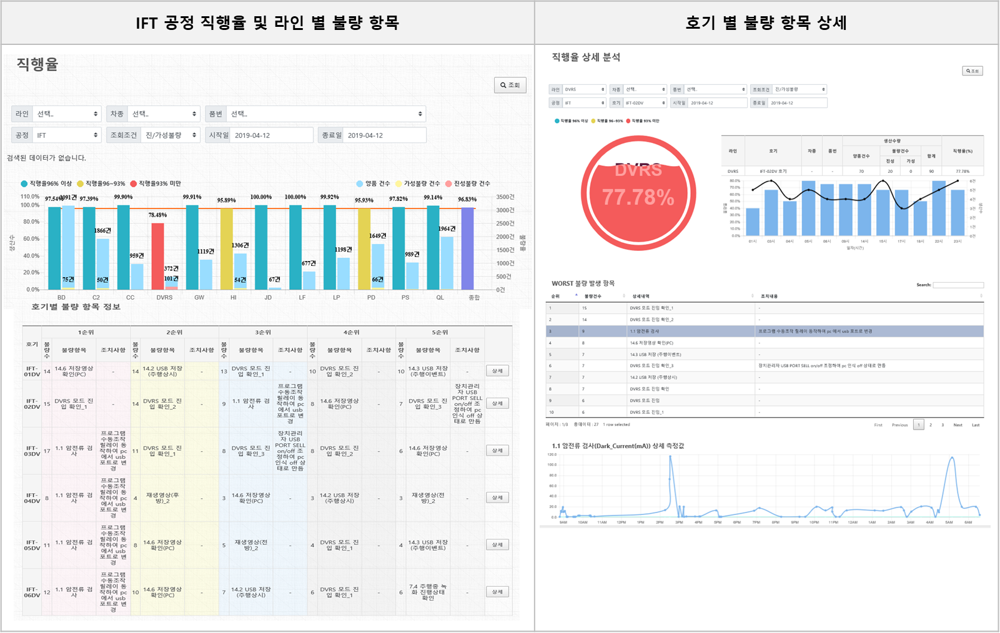 IFT 공정 직행율 및 라인 별 불량 항목
호기 별 불량 항목 상세
직행율
조회
라인 선택.. 차종 선택.. 품번 선택..
공정 IFT 조회조건 진/가성불량 시작일 2019-04-12 종료일 2019-04-12
검색된 데이터가 없습니다.
직행율96% 이상 직행율96~93% 직행율93% 미만
양품 건수 가성불량 건수 진성불량 건수
110.0% 100.0% 80.0% 60.0% 40.0% 20.0% 0.0%
생산수
97.54% 97.39% 99.90% 78.48% 99.91% 95.89% 100.00% 100.00% 99.92% 95.93% 97.82% 99.14% 96.83%
3091건 1866건 959건 372건 1119건 1306건 67건 677건 1198건 1649건 989건 1964건
75건 50건 101건 54건 66건
3500건 3000건 2500건 2000건 1500건 1000건 500건 0건
불량율
BD C2 CC DVRS GW HI JD LF LP PD PS QL 종합
호기별 불량 항목 정보
호기 1순위 2순위 3순위 4순위 5순위
불량수 불량항목 조치사항 불량수 불량항목 조치사항 불량수 불량항목 조치사항 불량수 불량항목 조치사항 불량수 불량항목 조치사항
IFT-01DV 14 14.6 저장영상 확인(PC) - 14 14.2 USB 저장 (주행상시) - 13 DVRS 모드 진입 확인_1 - 10 DVRS 모드 진입 확인_2 - 10 14.3 USB 저장 (주행이벤트) - 상세
IFT-02DV 15 DVRS 모드 진입 확인_1 - 14 DVRS 모드 진입 확인_2 - 9 1.1 암전류 검사 프로그램 수동조작 릴레이 동작하여 pc에서 usb 포트로 변경 8 14.6 저장영상 확인(PC) - 7 DVRS 모드 진입 확인_3 장치관리자 USB PORT SELL on/off 조정하여 pc 인식 off 상태로 만듬 상세
IFT-03DV 17 1.1 암전류 검사 프로그램 수동조작 릴레이 동작하여 pc에서 usb 포트로 변경 11 DVRS 모드 진입 확인_1 - 8 DVRS 모드 진입 확인_3 장치관리자 USB PORT SELL on/off 조정하여 pc 인식 off 상태로 만듬 8 DVRS 모드 진입 확인_2 - 6 14.6 저장영상 확인(PC) - 상세
IFT-04DV 8 1.1 암전류 검사 프로그램 수동조작 릴레이 동작하여 pc에서 usb 포트로 변경 4 재생영상(후방)_2 - 3 14.6 저장영상 확인(PC) - 3 14.2 USB 저장 (주행상시) - 3 재생영상(전방)_2 - 상세
IFT-05DV 11 1.1 암전류 검사 프로그램 수동조작 릴레이 동작하여 pc에서 usb 포트로 변경 8 14.6 저장영상 확인(PC) - 5 재생영상(전방)_2 - 4 DVRS 모드 진입 확인_1 - 4 14.3 USB 저장 (주행이벤트) - 상세
IFT-06DV 12 1.1 암전류 검사 프로그램 수동조작 릴레이 동작하여 pc에서 usb 포트로 변경 10 14.6 저장영상 확인(PC) - 7 14.2 USB 저장 (주행상시) - 6 DVRS 모드 진입 확인_1 - 6 7.4 주행중 녹화 진행상태 확인 - 상세
직행율 상세 분석
조회
라인 DVRS 차종 선택.. 품번 선택.. 조회조건 진/가성불량
공정 IFT 호기 IFT-02DV 시작일 2019-04-12 종료일 2019-04-12
직행율 96% 이상 직행율 96~93% 직행율 93% 미만
DVRS
77.78%
라인 호기 차종 품번 생산수량 직행율(%)
양품건수 불량건수 합계
진성 가성
DVRS IFT-02DV 호기 - - 70 20 0 90 77.78%
80.0% 70.0% 60.0% 50.0% 40.0% 30.0% 20.0% 10.0% 0.0%
불량율
6건 5건 4건 3건 2건 1건 0건
생산수
01시 03시 04시 05시 06시 09시 14시 15시 17시 18시 22시 23시
일자(시간)
WORST 불량 발생 항목
Search:
순위 불량건수 상세내역 조치내용
1 15 DVRS 모드 진입 확인_1 -
2 14 DVRS 모드 진입 확인_2 -
3 9 1.1 암전류 검사 프로그램 수동조작 릴레이 동작하여 pc 에서 usb 포트로 변경
4 8 14.6 저장영상 확인(PC) -
5 7 14.3 USB 저장 (주행이벤트) -
6 7 DVRS 모드 진입 확인_3 장치관리자 USB PORT SELL on/off 조정하여 pc 인식 off 상태로 만듬
7 7 14.2 USB 저장 (주행상시) -
8 7 DVRS 모드 진입 확인 -
9 6 DVRS 모드 진입 -
10 6 DVRS 모드 진입_1 -
페이지 : 1/3 총데이터 : 27 1 row selected
First Previous 1 2 3 Next Last
1.1 암전류 검사(Dark_Current(mA)) 상세 측정값
120.0 100.0 80.0 60.0 40.0 20.0 0.0
9AM 10AM 11AM 12PM 1PM 2PM 3PM 4PM 5PM 6PM 7PM 8PM 9PM 10PM 11PM 12AM 1AM 2AM 3AM 4AM 5AM 6AM